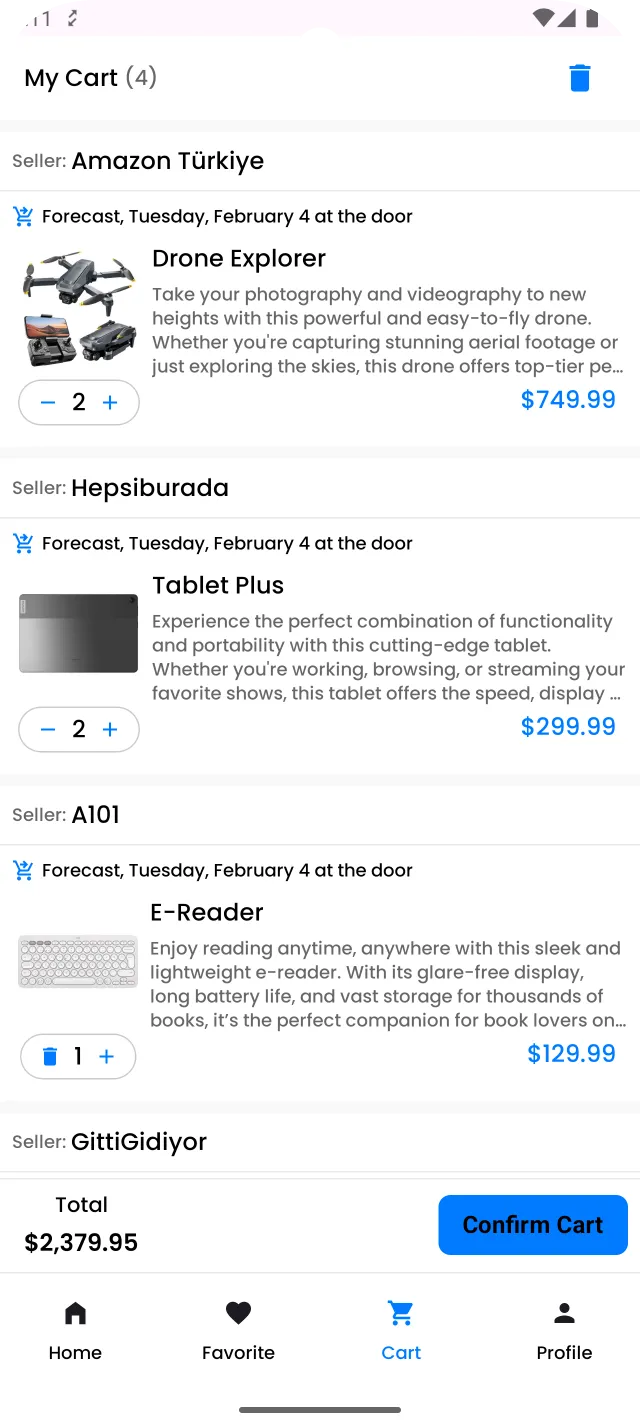 My Cart (4)
Seller: Amazon Türkiye
Forecast, Tuesday, February 4 at the door
Drone Explorer
Take your photography and videography to new
heights with this powerful and easy-to-fly drone.
Whether you're capturing stunning aerial footage or
just exploring the skies, this drone offers top-tier pe...
2
$749.99
Seller: Hepsiburada
Forecast, Tuesday, February 4 at the door
Tablet Plus
Experience the perfect combination of functionality
and portability with this cutting-edge tablet.
Whether you're working, browsing, or streaming your
favorite shows, this tablet offers the speed, display ...
2
$299.99
Seller: A101
Forecast, Tuesday, February 4 at the door
E-Reader
Enjoy reading anytime, anywhere with this sleek and
lightweight e-reader. With its glare-free display,
long battery life, and vast storage for thousands of
books, it’s the perfect companion for book lovers on...
1
$129.99
Seller: GittiGidiyor
Total
$2,379.95
Confirm Cart
Home
Favorite
Cart
Profile